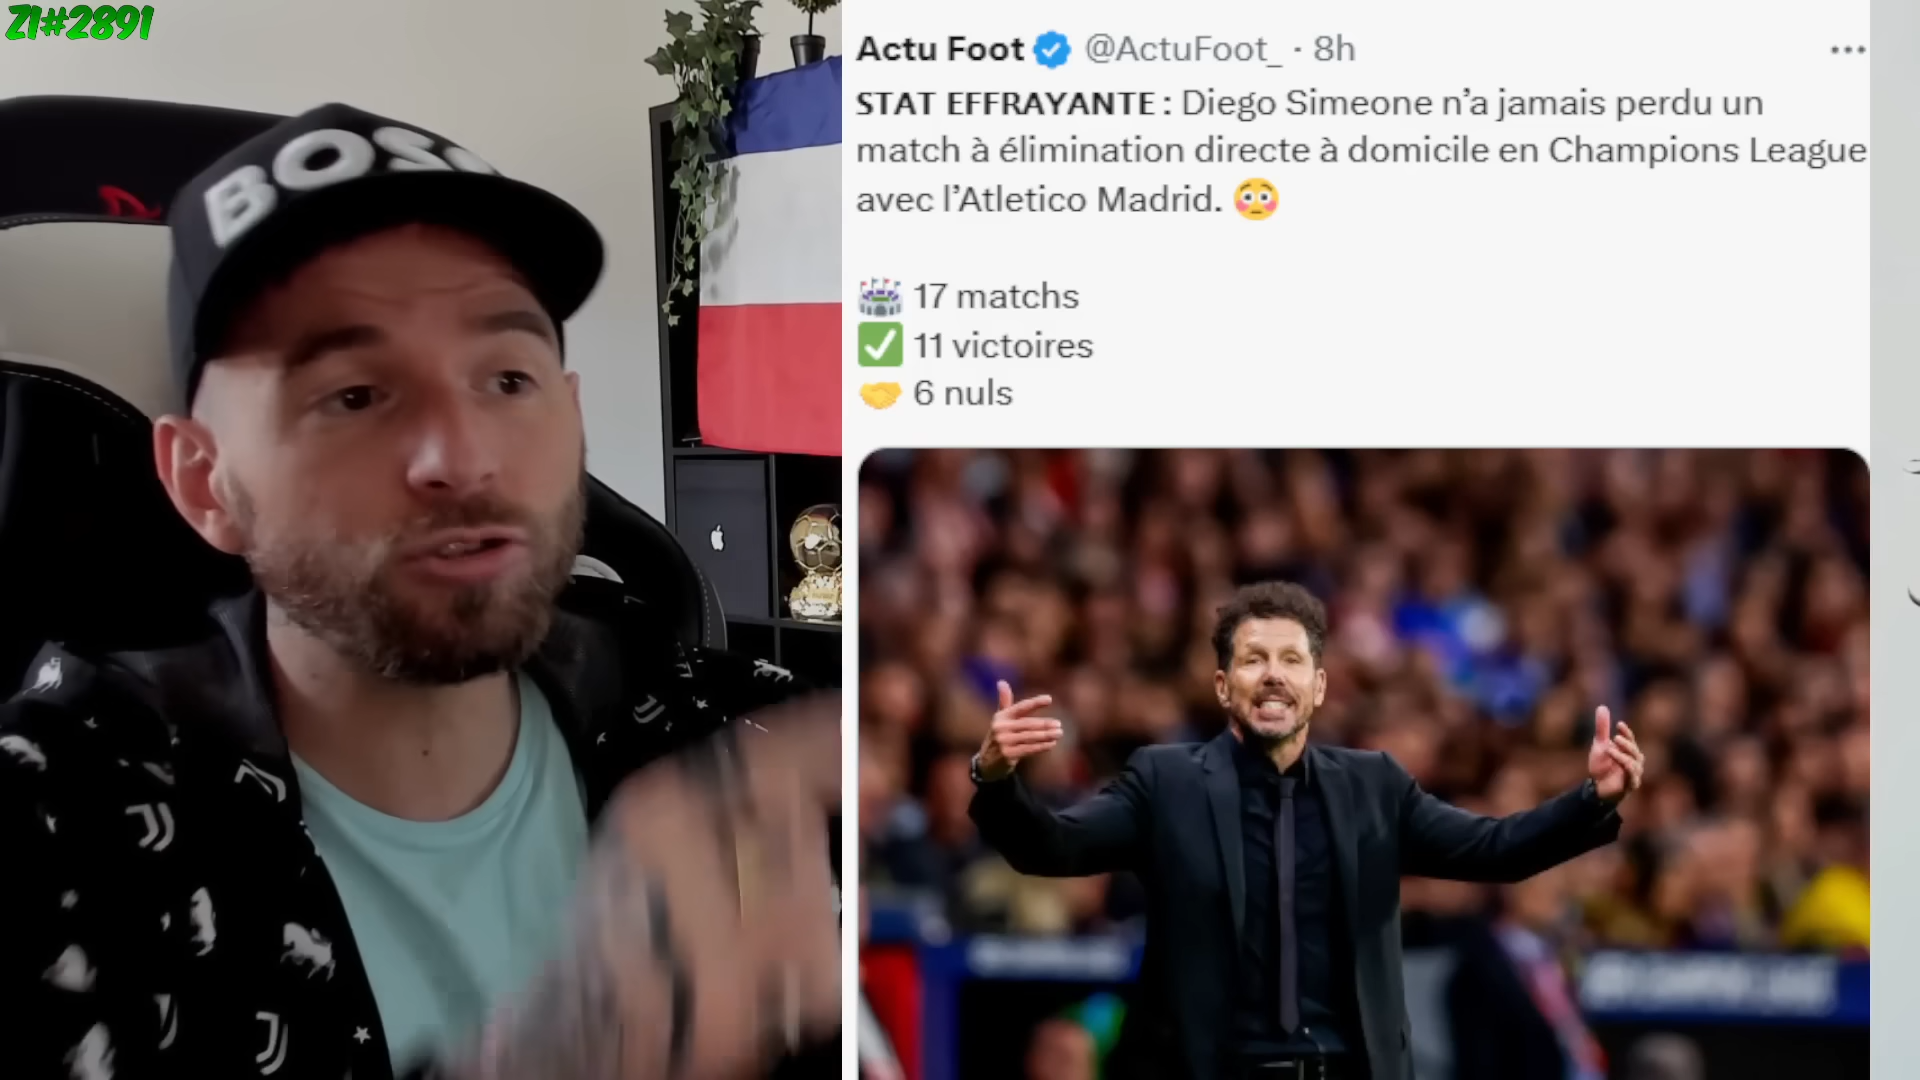 ZI#2891
BOSS
Actu Foot @ActuFoot_ · 8h
STAT EFFRAYANTE : Diego Simeone n’a jamais perdu un
match à élimination directe à domicile en Champions League
avec l’Atletico Madrid. 😳
🏟️ 17 matchs
✅ 11 victoires
🤝 6 nuls